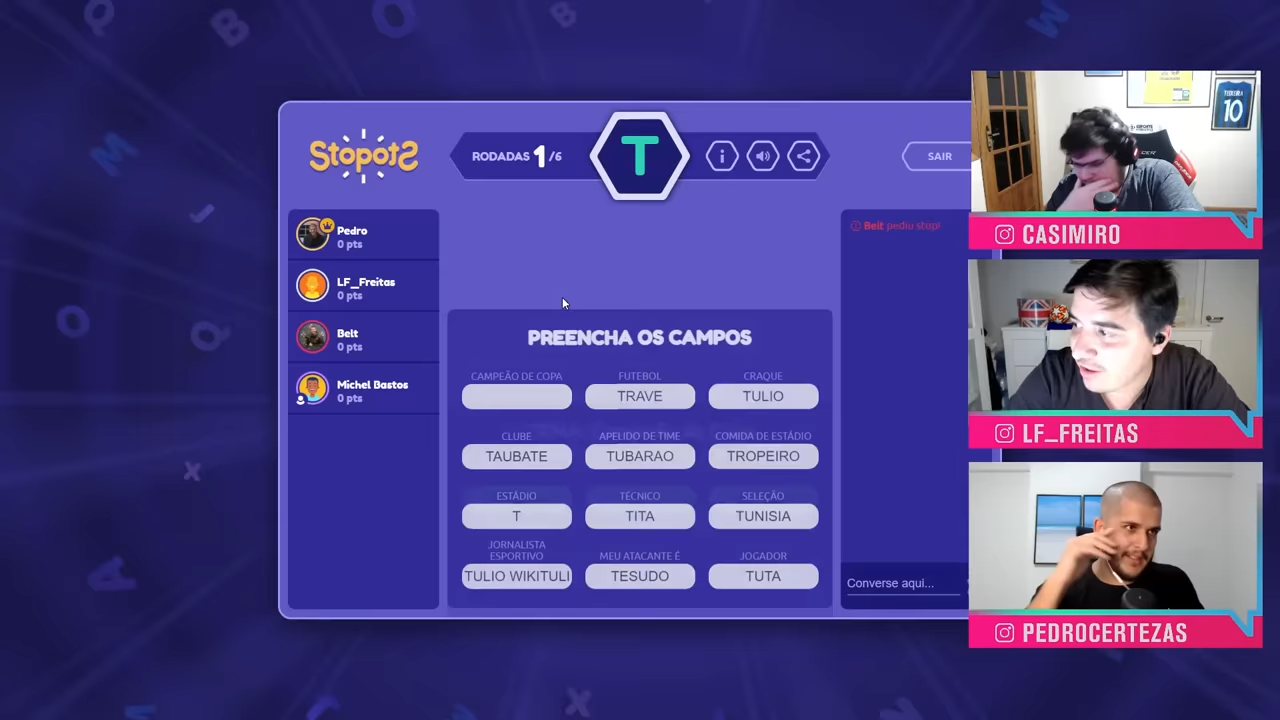 StopotS
RODADAS 1/6
T
SAIR
Pedro
0 pts
LF_Freitas
0 pts
Belt
0 pts
Michel Bastos
0 pts
PREENCHA OS CAMPOS
CAMPEÃO DE COPA
FUTEBOL
TRAVE
CRAQUE
TULIO
CLUBE
TAUBATE
APELIDO DE TIME
TUBARAO
COMIDA DE ESTÁDIO
TROPEIRO
ESTÁDIO
T
TÉCNICO
TITA
SELEÇÃO
TUNISIA
JORNALISTA
ESPORTIVO
TULIO WIKITULI
MEU ATACANTE É
TESUDO
JOGADOR
TUTA
Belt pediu stop!
Converse aqui...
TEIXEIRA
10
CASIMIRO
LF_FREITAS
PEDROCERTEZAS